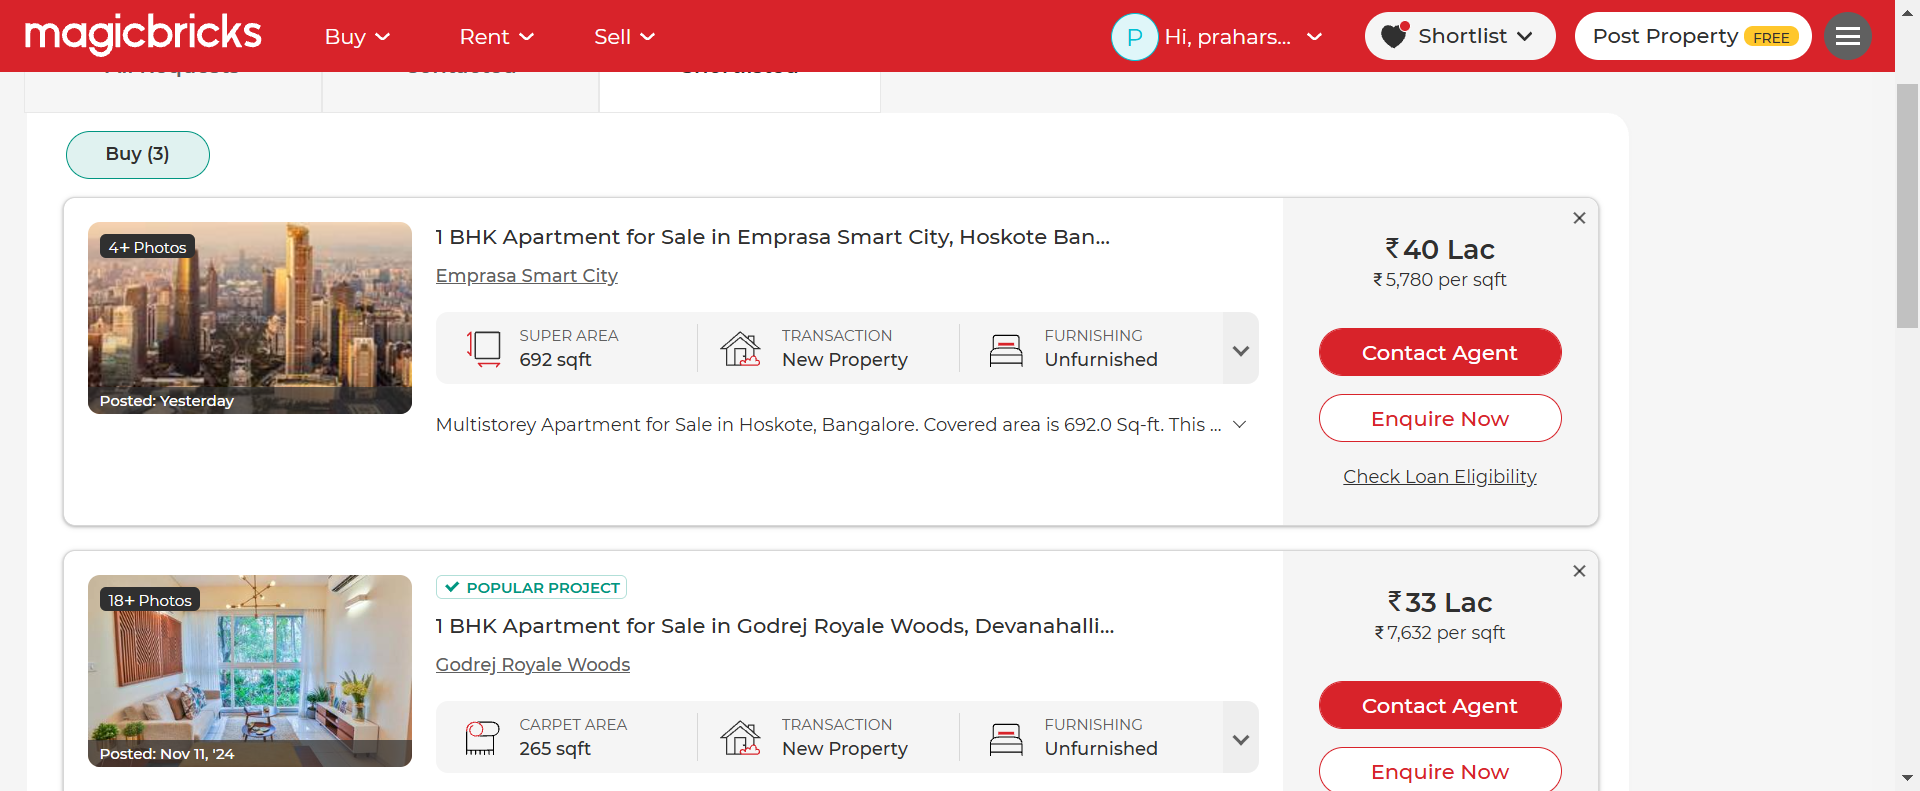 magicbricks
Buy
Rent
Sell
P
Hi, prahars...
Shortlist
Post Property FREE
Buy (3)
4+ Photos
Posted: Yesterday
1 BHK Apartment for Sale in Emprasa Smart City, Hoskote Ban...
Emprasa Smart City
SUPER AREA
692 sqft
TRANSACTION
New Property
FURNISHING
Unfurnished
Multistorey Apartment for Sale in Hoskote, Bangalore. Covered area is 692.0 Sq-ft. This ...
₹40 Lac
₹5,780 per sqft
Contact Agent
Enquire Now
Check Loan Eligibility
18+ Photos
Posted: Nov 11, '24
POPULAR PROJECT
1 BHK Apartment for Sale in Godrej Royale Woods, Devanahalli...
Godrej Royale Woods
CARPET AREA
265 sqft
TRANSACTION
New Property
FURNISHING
Unfurnished
₹33 Lac
₹7,632 per sqft
Contact Agent
Enquire Now